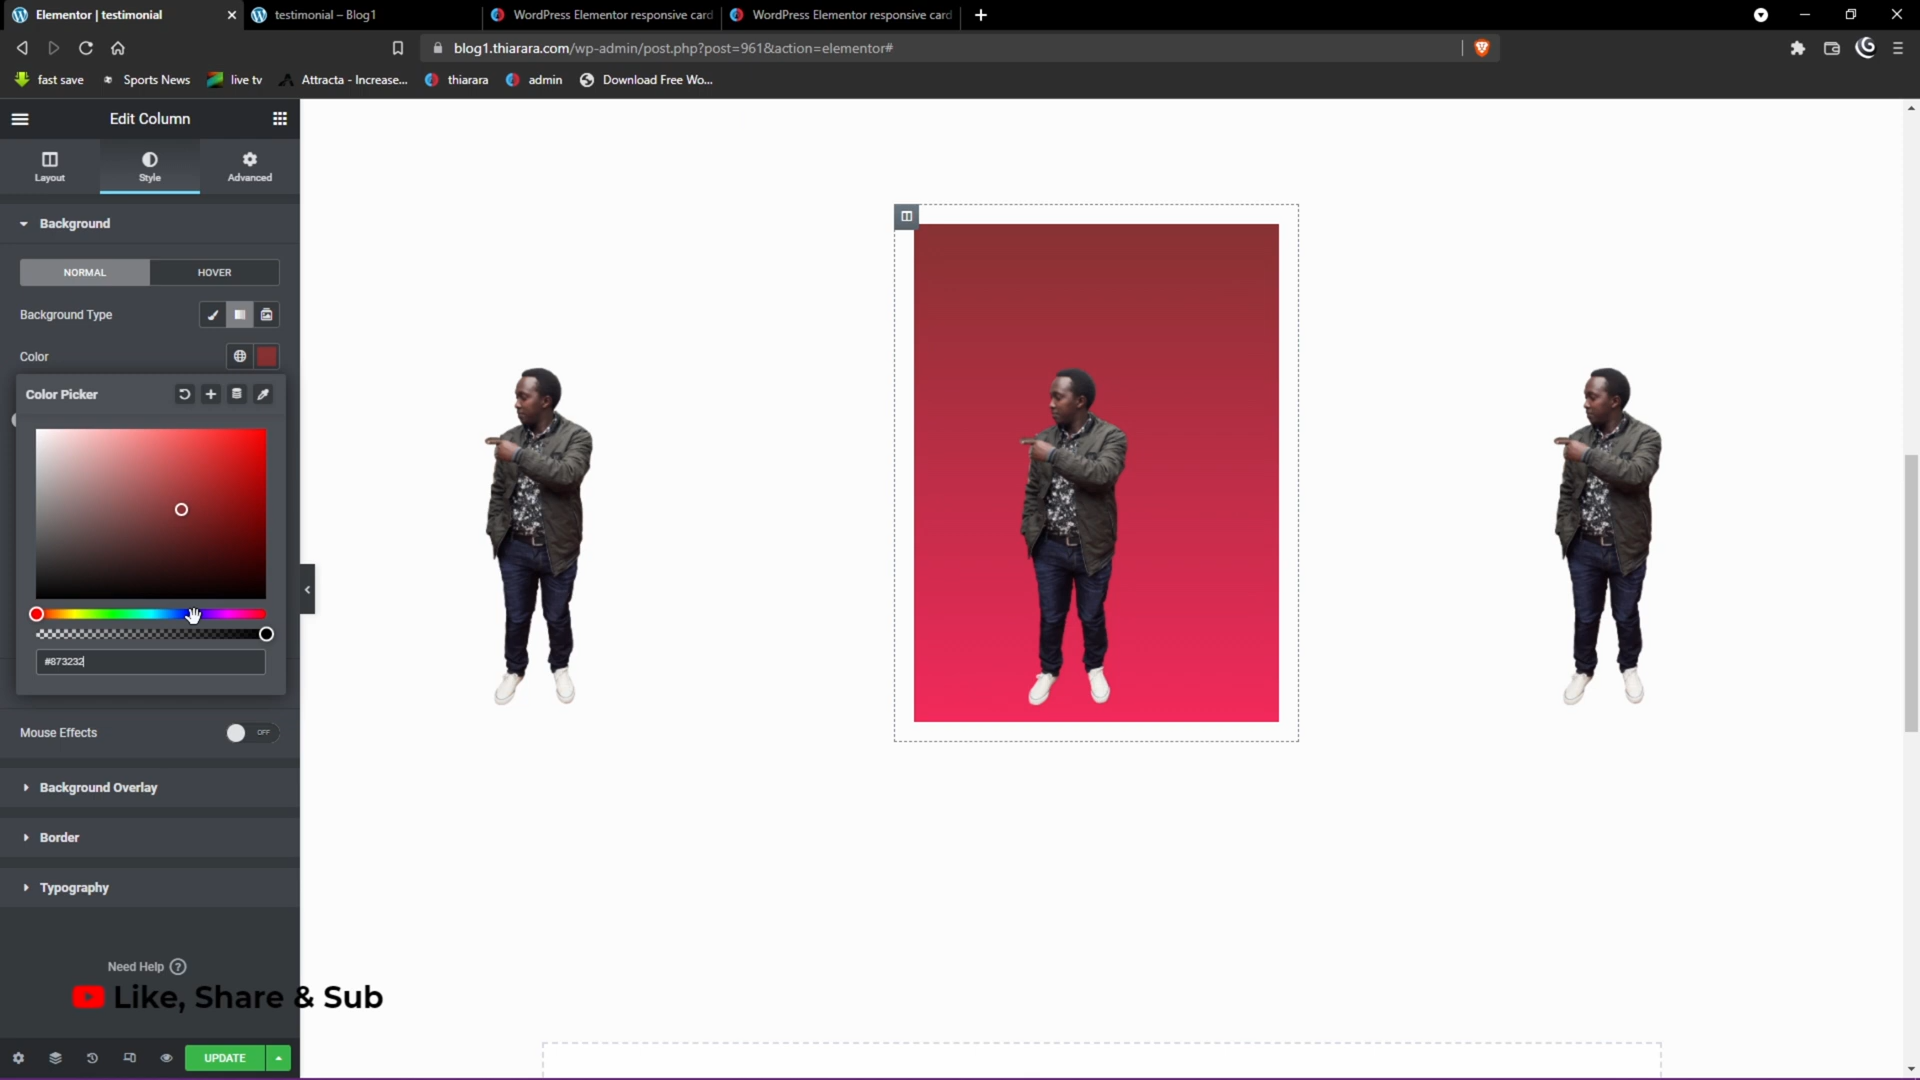 Elementor | testimonial
testimonial – Blog1
WordPress Elementor responsive card
WordPress Elementor responsive card
blog1.thiarara.com/wp-admin/post.php?post=961&action=elementor#
fast save
Sports News
live tv
Attracta - Increase...
thiarara
admin
Download Free Wo...
Edit Column
Layout
Style
Advanced
Background
NORMAL
HOVER
Background Type
Color
Color Picker
#873232
Mouse Effects
OFF
Background Overlay
Border
Typography
Need Help ?
Like, Share & Sub
UPDATE